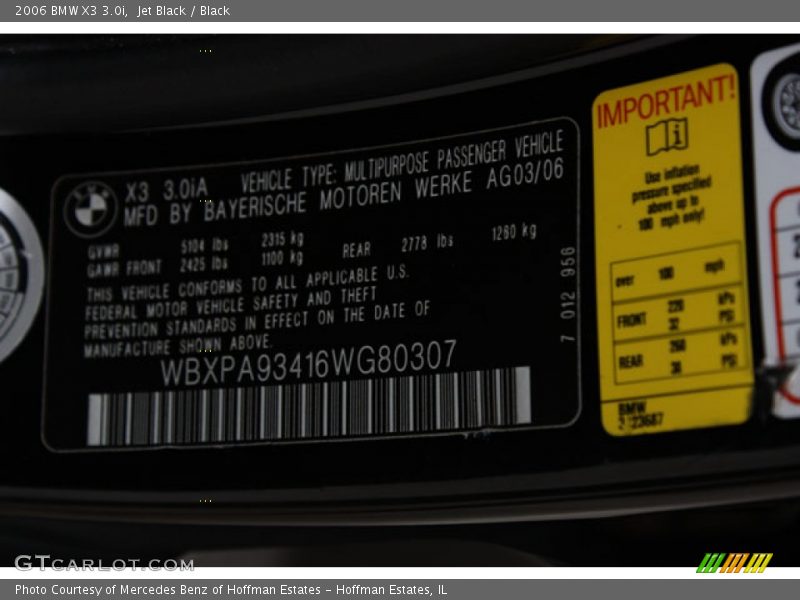 2006 BMW X3 3.0i, Jet Black / Black
X3 3.0iA VEHICLE TYPE: MULTIPURPOSE PASSENGER VEHICLE
MFD BY BAYERISCHE MOTOREN WERKE AG03/06
GVWR 5104 lbs 2315 kg
GAWR FRONT 2425 lbs 1100 kg REAR 2778 lbs 1260 kg
THIS VEHICLE CONFORMS TO ALL APPLICABLE U.S.
FEDERAL MOTOR VEHICLE SAFETY AND THEFT
PREVENTION STANDARDS IN EFFECT ON THE DATE OF
MANUFACTURE SHOWN ABOVE.
WBXPA93416WG80307
7 012 956
IMPORTANT!
Use inflation
pressure specified
above up to
100 mph only!
over 100 mph
FRONT 220 kPa
32 PSI
REAR 260 kPa
38 PSI
BMW
GTCARLOT.COM
Photo Courtesy of Mercedes Benz of Hoffman Estates - Hoffman Estates, IL